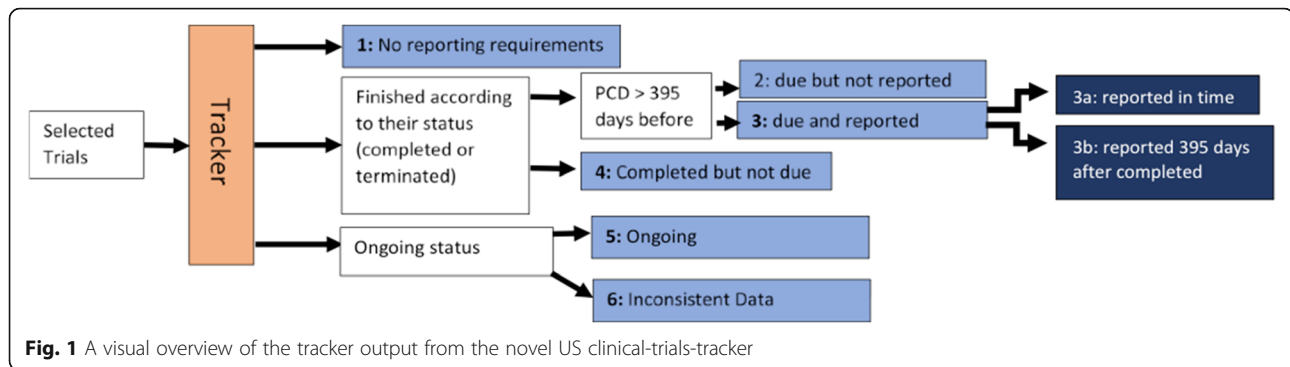 Selected
Trials
Tracker
1: No reporting requirements
Finished according
to their status
(completed or
terminated)
PCD > 395
days before
2: due but not reported
3: due and reported
3a: reported in time
3b: reported 395 days
after completed
4: Completed but not due
Ongoing status
5: Ongoing
6: Inconsistent Data
Fig. 1 A visual overview of the tracker output from the novel US clinical-trials-tracker